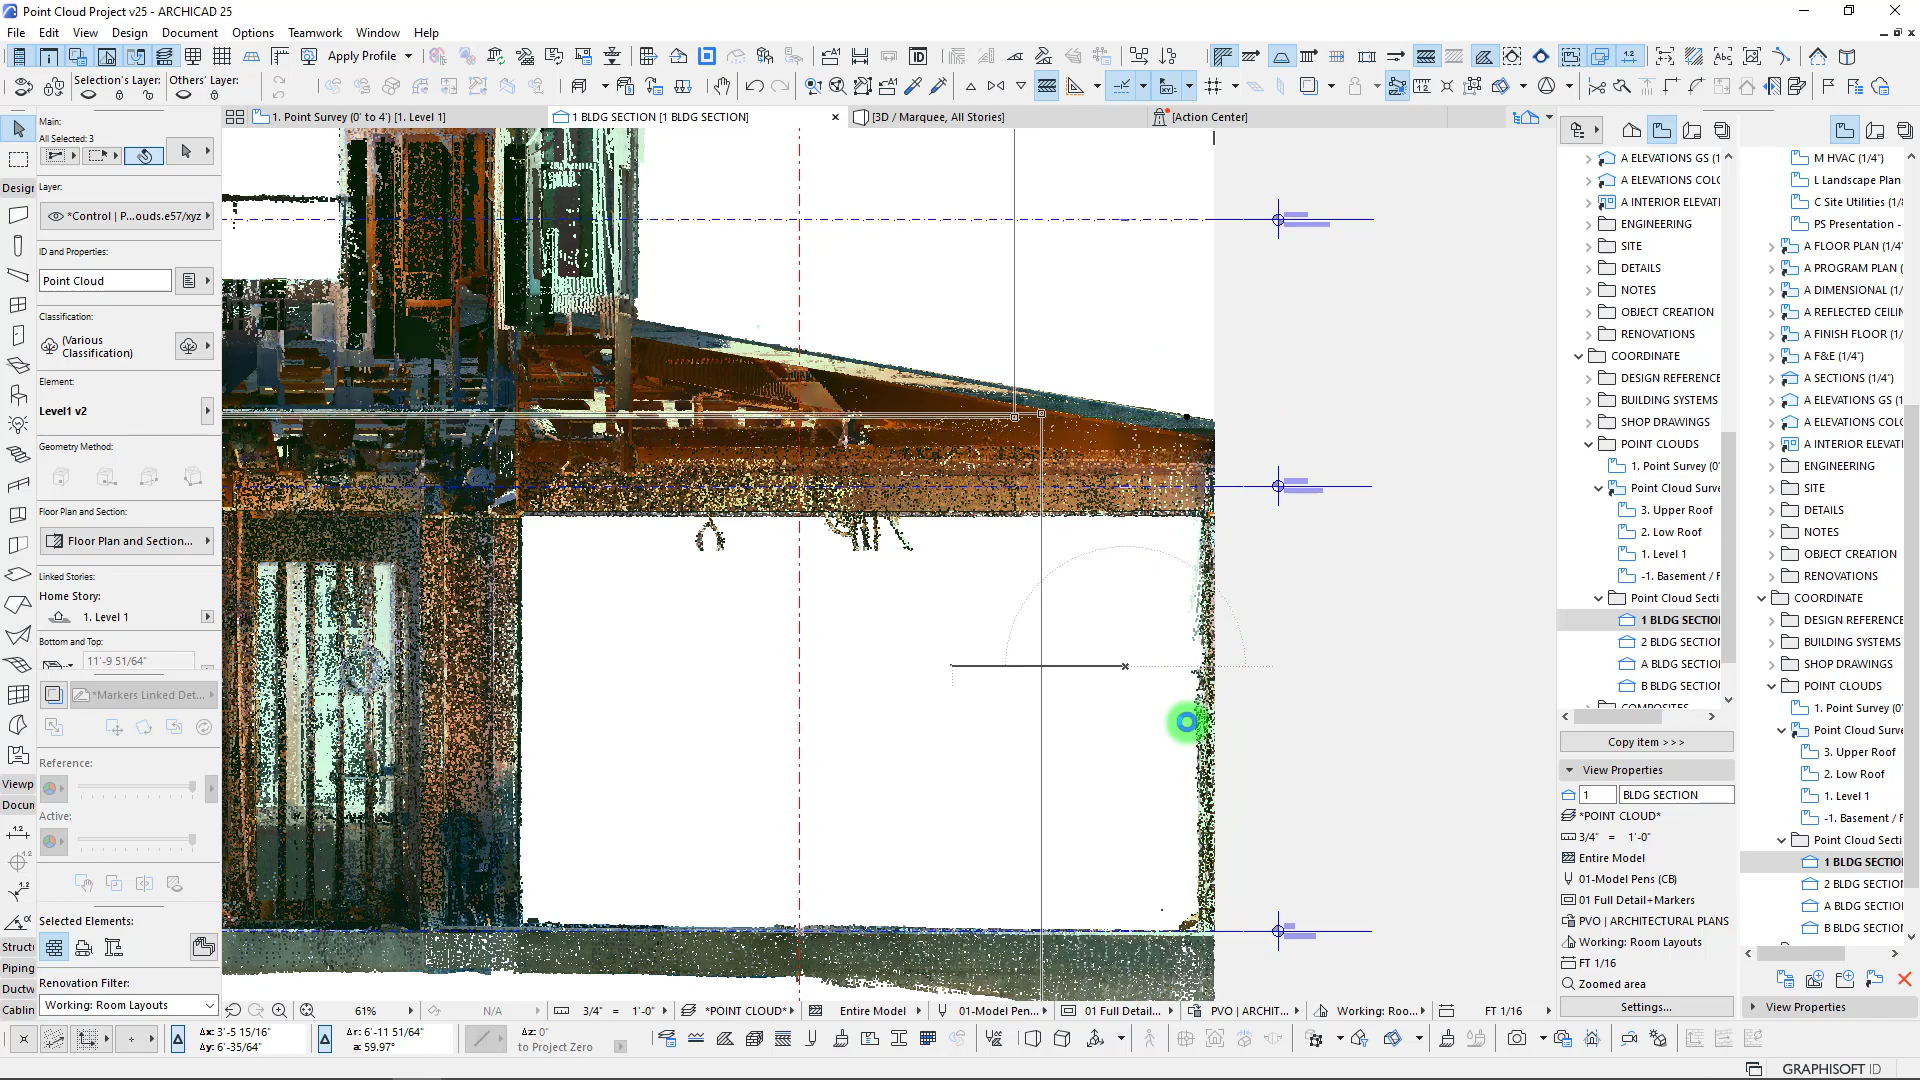 Point Cloud Project v25 - ARCHICAD 25
File Edit View Design Document Options Teamwork Window Help
Apply Profile
Selection's Layer: Others' Layer:
1. Point Survey (0' to 4') [1. Level 1]
1 BLDG SECTION [1 BLDG SECTION]
[3D / Marquee, All Stories]
[Action Center]
Main:
All Selected: 3
Design
Layer:
*Control | P...ouds.e57/xyz
ID and Properties:
Point Cloud
Classification:
(Various
Classification)
Element:
Level1 v2
Geometry Method:
Floor Plan and Section:
Floor Plan and Section...
Linked Stories:
Home Story:
1. Level 1
Bottom and Top:
11'-9 51/64"
*Markers Linked Det...
Reference:
Viewp
Docum
Active:
Selected Elements:
Structu
Piping
Ductw
Cablin
Renovation Filter:
Working: Room Layouts
A ELEVATIONS GS (1
A ELEVATIONS COLO
A INTERIOR ELEVATI
ENGINEERING
SITE
DETAILS
NOTES
OBJECT CREATION
RENOVATIONS
COORDINATE
DESIGN REFERENCE
BUILDING SYSTEMS
SHOP DRAWINGS
POINT CLOUDS
1. Point Survey (0'
Point Cloud Surve
3. Upper Roof
2. Low Roof
1. Level 1
-1. Basement / F
Point Cloud Secti
1 BLDG SECTIO
2 BLDG SECTIO
A BLDG SECTIO
B BLDG SECTIO
COMPOSITES
Copy item >>>
View Properties
1 BLDG SECTION
*POINT CLOUD*
3/4" = 1'-0"
Entire Model
01-Model Pens (CB)
01 Full Detail+Markers
PVO | ARCHITECTURAL PLANS
Working: Room Layouts
FT 1/16
Zoomed area
Settings...
M HVAC (1/4")
L Landscape Plan
C Site Utilities (1/8
PS Presentation -
A FLOOR PLAN (1/4"
A PROGRAM PLAN (
A DIMENSIONAL (1/
A REFLECTED CEILIN
A FINISH FLOOR (1/
A F&E (1/4")
A SECTIONS (1/4")
A ELEVATIONS GS (1
A ELEVATIONS COLO
A INTERIOR ELEVATI
ENGINEERING
SITE
DETAILS
NOTES
OBJECT CREATION
RENOVATIONS
COORDINATE
DESIGN REFERENCE
BUILDING SYSTEMS
SHOP DRAWINGS
POINT CLOUDS
1. Point Survey (0'
Point Cloud Surve
3. Upper Roof
2. Low Roof
1. Level 1
-1. Basement / F
Point Cloud Secti
1 BLDG SECTIO
2 BLDG SECTIO
A BLDG SECTIO
B BLDG SECTIO
View Properties
61% N/A 3/4" = 1'-0" *POINT CLOUD* Entire Model 01-Model Pen... 01 Full Detail... PVO | ARCHIT... Working: Roo... FT 1/16
Δx: 3'-5 15/16"
Δy: 6'-35/64"
Δr: 6'-11 51/64"
a: 59.97°
Δz: 0"
to Project Zero
GRAPHISOFT ID